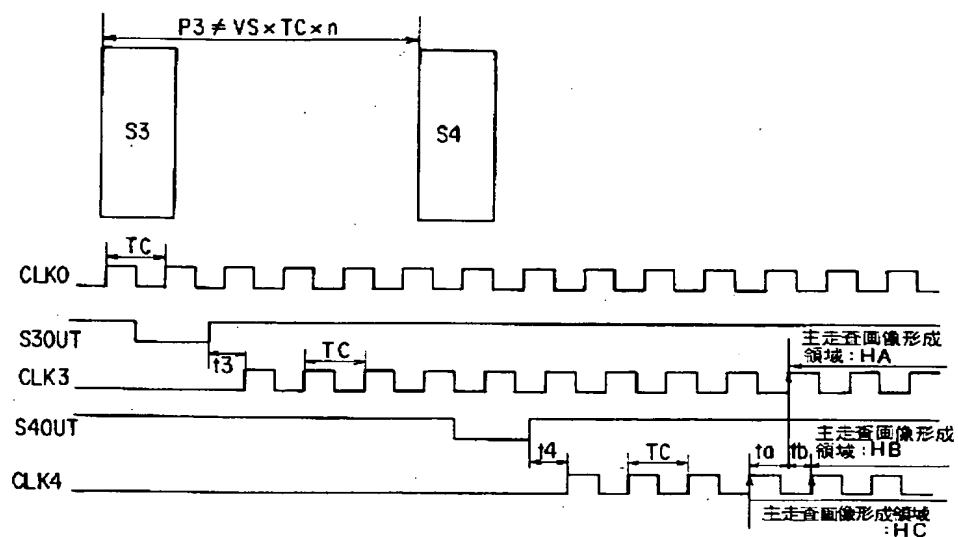 P3≠VS×TC×n
S3
S4
TC
CLK0
S3OUT
t3
TC
主走査画像形成
領域:HA
CLK3
S4OUT
主走査画像形成
領域:HB
t4
TC
ta
tb
CLK4
主走査画像形成領域
:HC